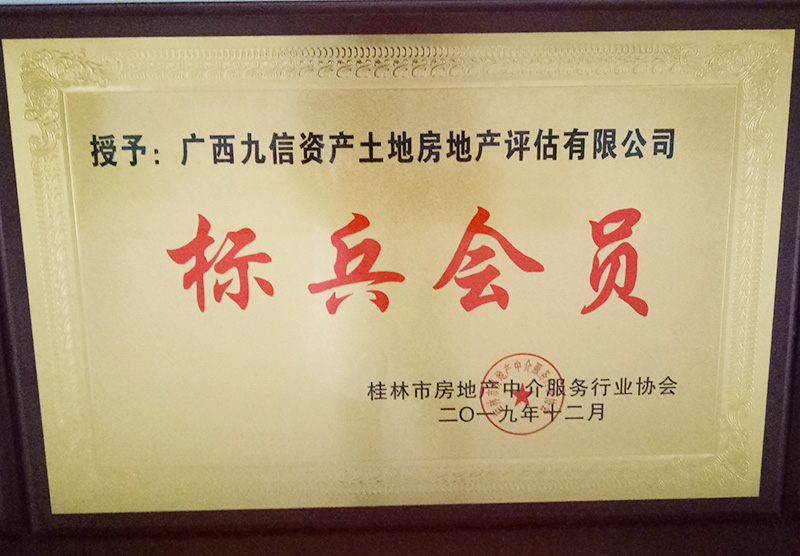 授予：广西九信资产土地房地产评估有限公司
标兵会员
桂林市房地产中介服务行业协会
二〇一九年十二月